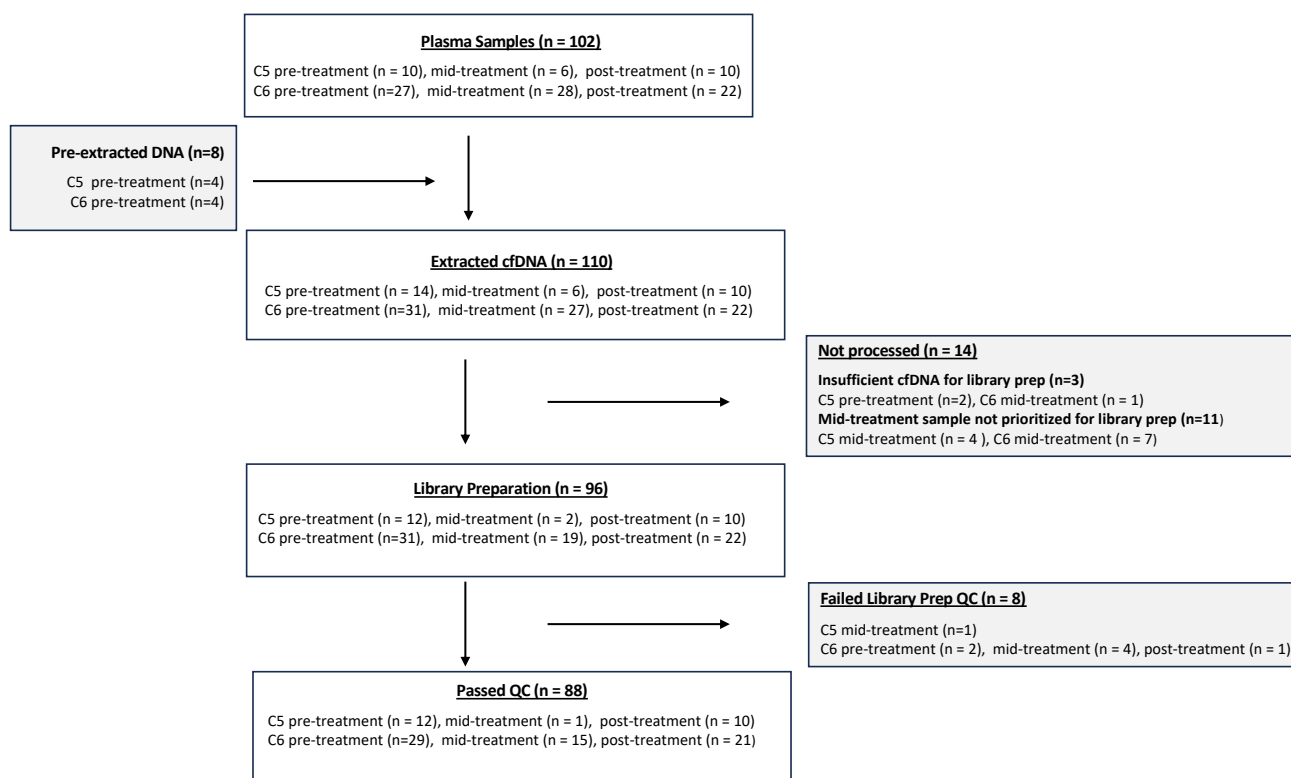 Plasma Samples (n = 102)
C5 pre-treatment (n = 10), mid-treatment (n = 6), post-treatment (n = 10)
C6 pre-treatment (n=27), mid-treatment (n = 28), post-treatment (n = 22)
Pre-extracted DNA (n=8)
C5 pre-treatment (n=4)
C6 pre-treatment (n=4)
Extracted cfDNA (n = 110)
C5 pre-treatment (n = 14), mid-treatment (n = 6), post-treatment (n = 10)
C6 pre-treatment (n=31), mid-treatment (n = 27), post-treatment (n = 22)
Not processed (n = 14)
Insufficient cfDNA for library prep (n=3)
C5 pre-treatment (n=2), C6 mid-treatment (n = 1)
Mid-treatment sample not prioritized for library prep (n=11)
C5 mid-treatment (n = 4 ), C6 mid-treatment (n = 7)
Library Preparation (n = 96)
C5 pre-treatment (n = 12), mid-treatment (n = 2), post-treatment (n = 10)
C6 pre-treatment (n=31), mid-treatment (n = 19), post-treatment (n = 22)
Failed Library Prep QC (n = 8)
C5 mid-treatment (n=1)
C6 pre-treatment (n = 2), mid-treatment (n = 4), post-treatment (n = 1)
Passed QC (n = 88)
C5 pre-treatment (n = 12), mid-treatment (n = 1), post-treatment (n = 10)
C6 pre-treatment (n=29), mid-treatment (n = 15), post-treatment (n = 21)